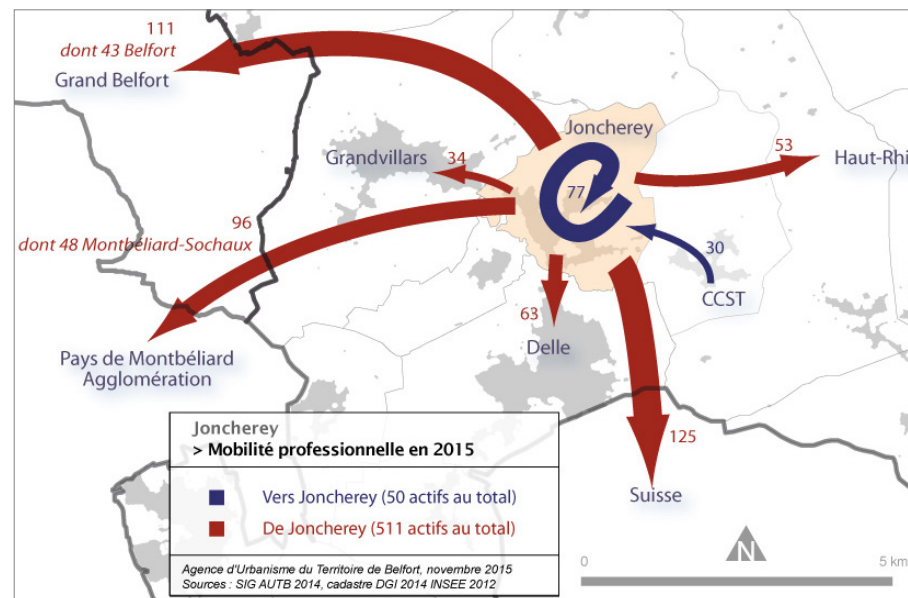 111
dont 43 Belfort
Grand Belfort
Joncherey
Grandvillars
34
53
Haut-Rhi
77
96
dont 48 Montbéliard-Sochaux
30
CCST
63
Delle
Pays de Montbéliard
Agglomération
125
Suisse
Joncherey
> Mobilité professionnelle en 2015
Vers Joncherey (50 actifs au total)
De Joncherey (511 actifs au total)
Agence d'Urbanisme du Territoire de Belfort, novembre 2015
Sources : SIG AUTB 2014, cadastre DGI 2014 INSEE 2012
N
0
5 km